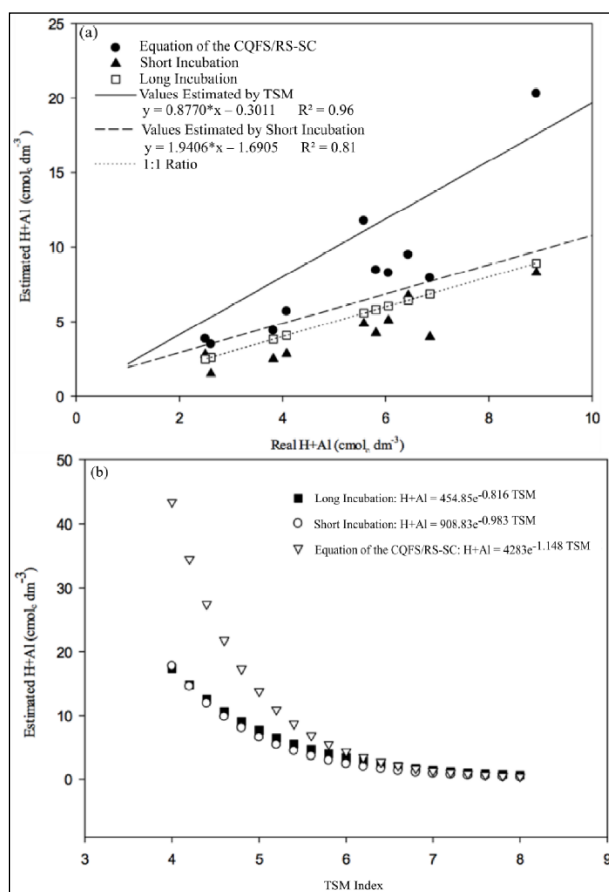 (a)
25
20
15
10
5
0
Estimated H+Al (cmolc dm-3)
Equation of the CQFS/RS-SC
Short Incubation
Long Incubation
Values Estimated by TSM
y = 0.8770*x – 0.3011 R² = 0.96
Values Estimated by Short Incubation
y = 1.9406*x – 1.6905 R² = 0.81
1:1 Ratio
0 2 4 6 8 10
Real H+Al (cmolc dm-3)
(b)
50
40
30
20
10
0
Estimated H+Al (cmolc dm-3)
Long Incubation: H+Al = 454.85e-0.816 TSM
Short Incubation: H+Al = 908.83e-0.983 TSM
Equation of the CQFS/RS-SC: H+Al = 4283e-1.148 TSM
3 4 5 6 7 8 9
TSM Index